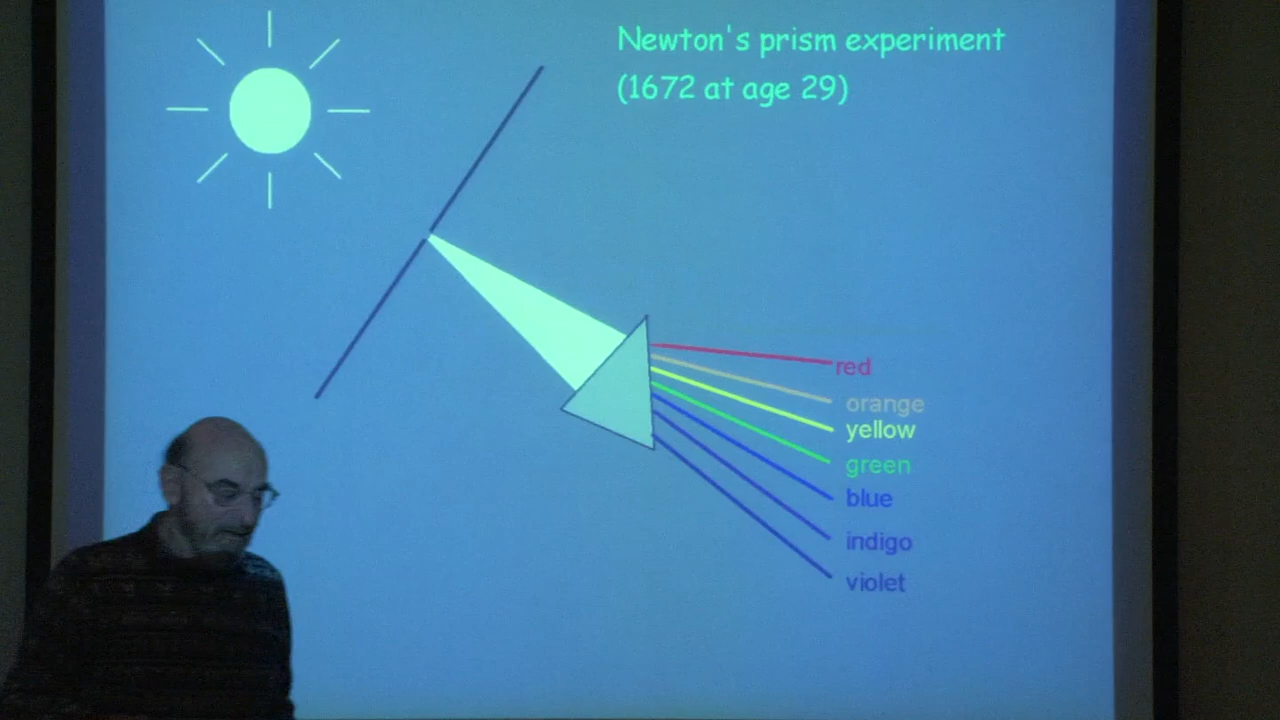 Newton's prism experiment
(1672 at age 29)
red
orange
yellow
green
blue
indigo
violet